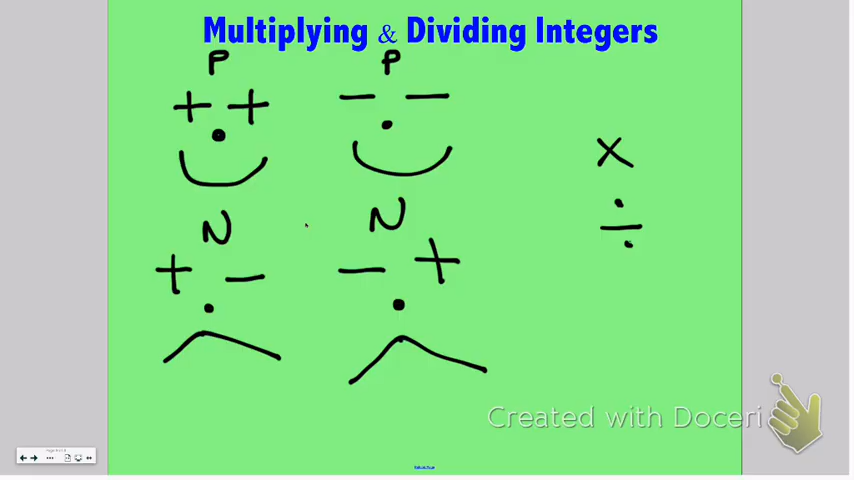 Multiplying & Dividing Integers
P P
+ + − −
×
N N
÷
+ − − +
Created with Doceri